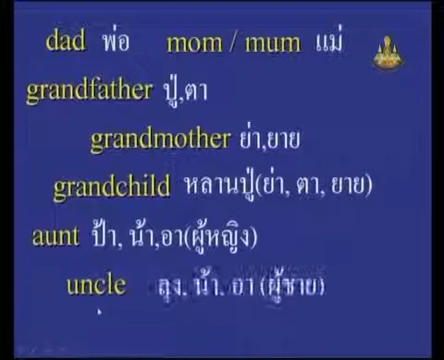 dad พ่อ mom / mum แม่
grandfather ปู่,ตา
grandmother ย่า,ยาย
grandchild หลานปู่(ย่า, ตา, ยาย)
aunt ป้า, น้า,อา(ผู้หญิง)
uncle ลุง, น้า, อา (ผู้ชาย)